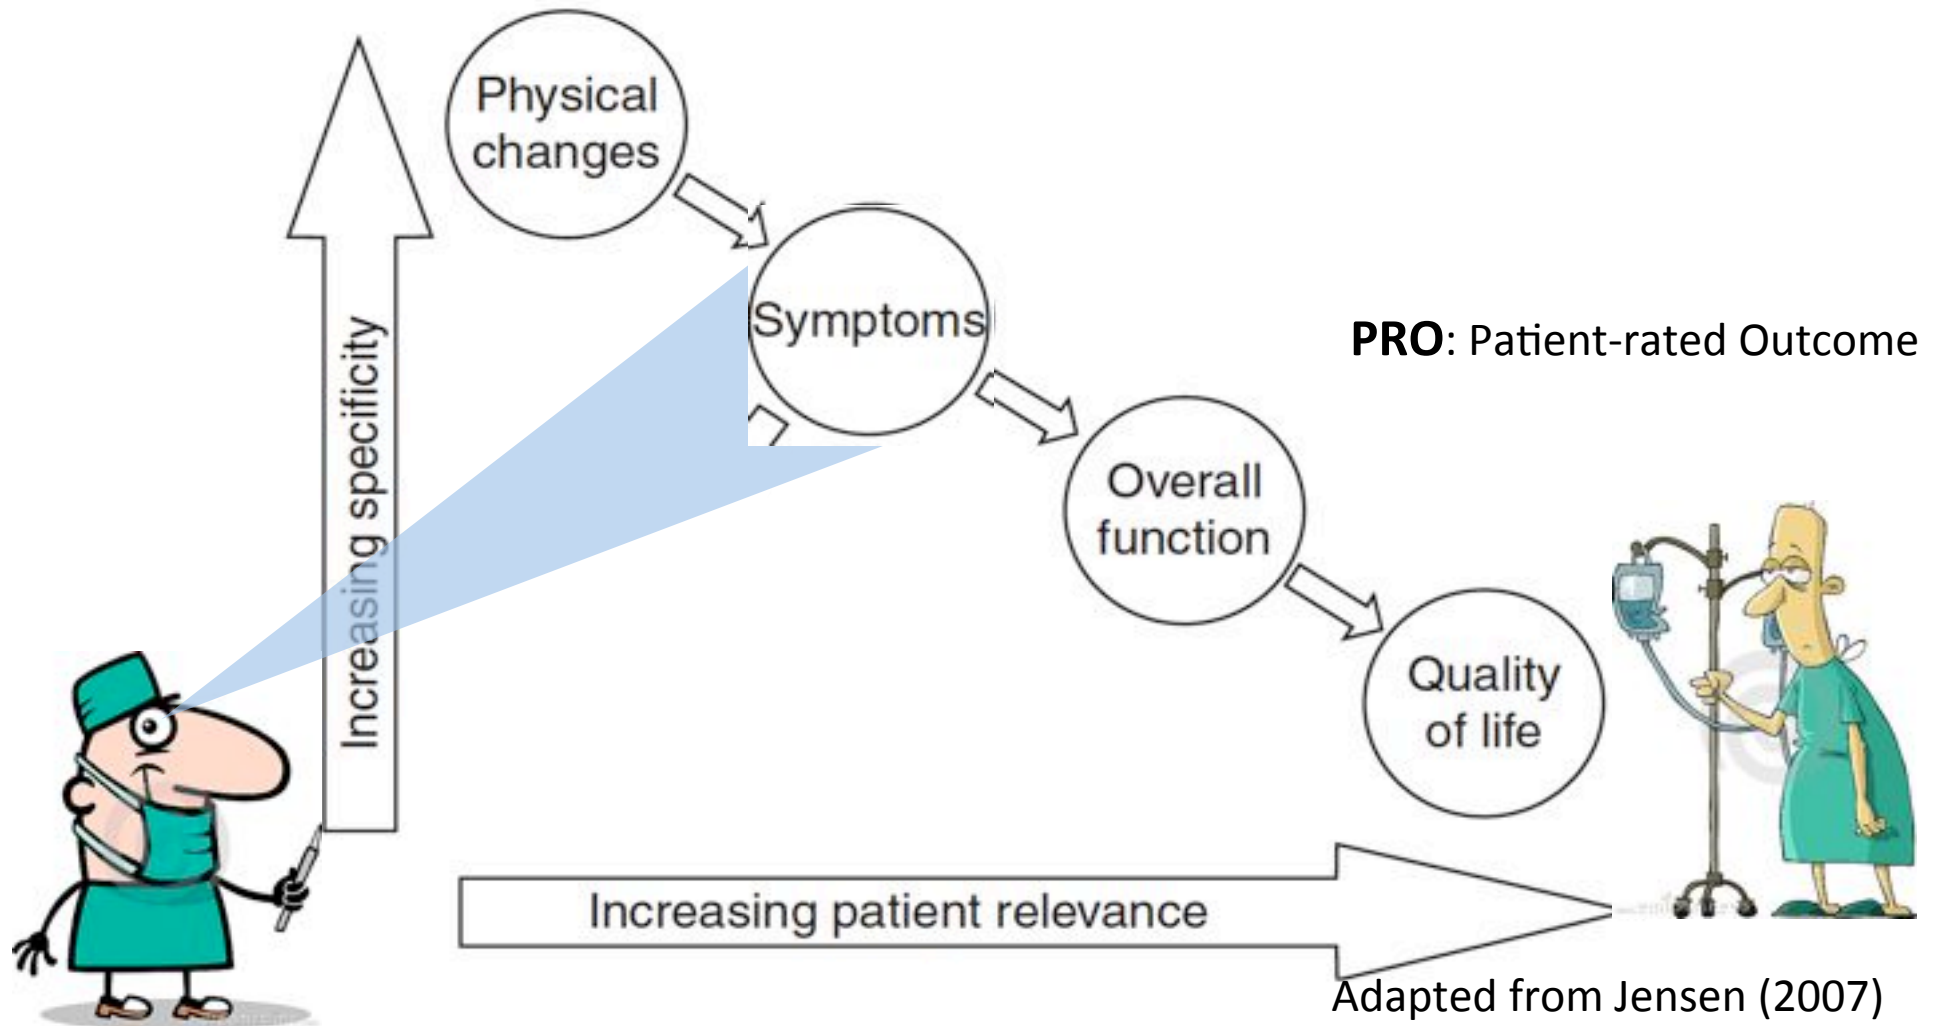 Physical
changes
Symptoms
PRO: Patient-rated Outcome
Increasing specificity
Overall
function
Quality
of life
Increasing patient relevance
Adapted from Jensen (2007)